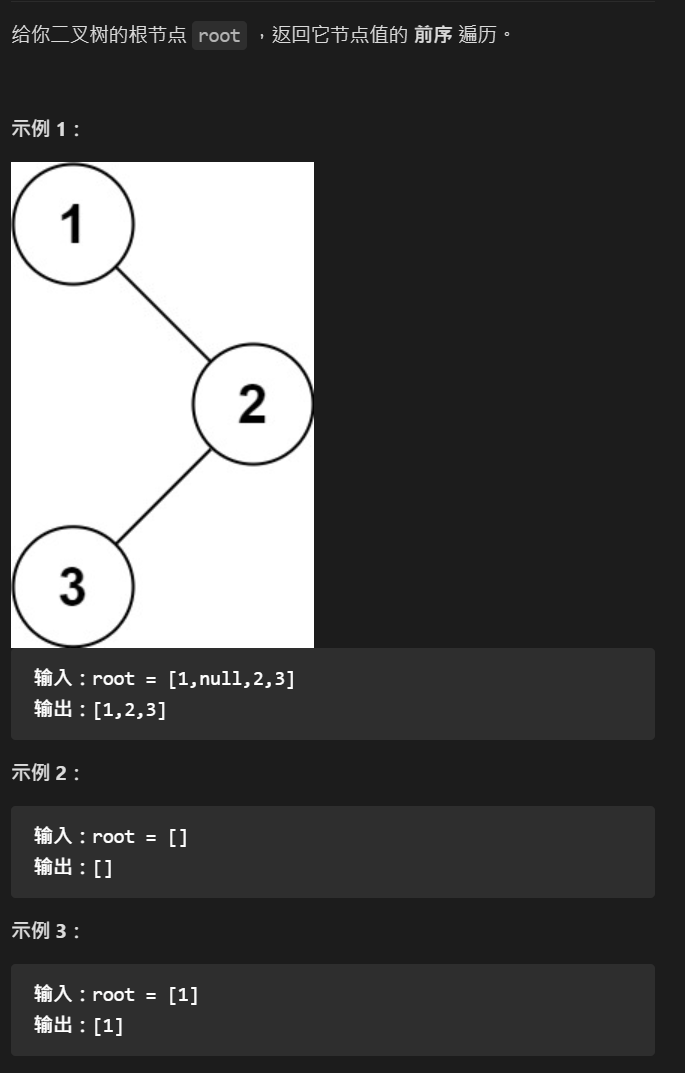 给你二叉树的根节点 root ，返回它节点值的 前序 遍历。
示例 1：
1
2
3
输入：root = [1,null,2,3]
输出：[1,2,3]
示例 2：
输入：root = []
输出：[]
示例 3：
输入：root = [1]
输出：[1]